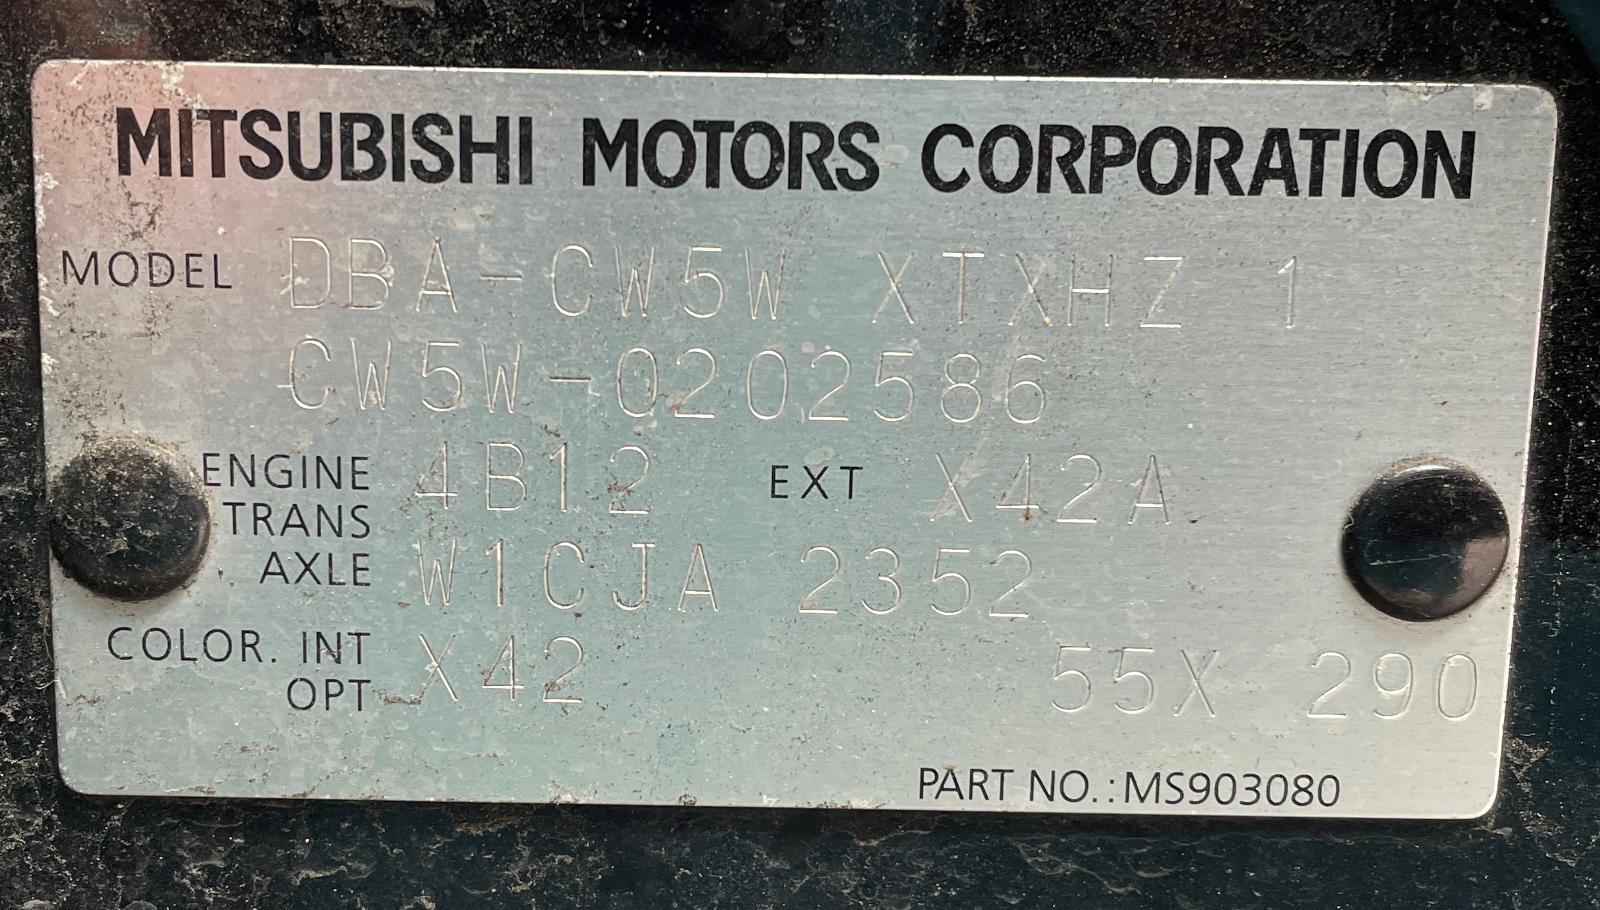 MITSUBISHI MOTORS CORPORATION
MODEL DBA-CW5W XTXHZ 1
CW5W-0202586
ENGINE 4B12 EXT X42A
TRANS
AXLE W1CJA 2352
COLOR. INT X42 55X 290
OPT
PART NO.:MS903080